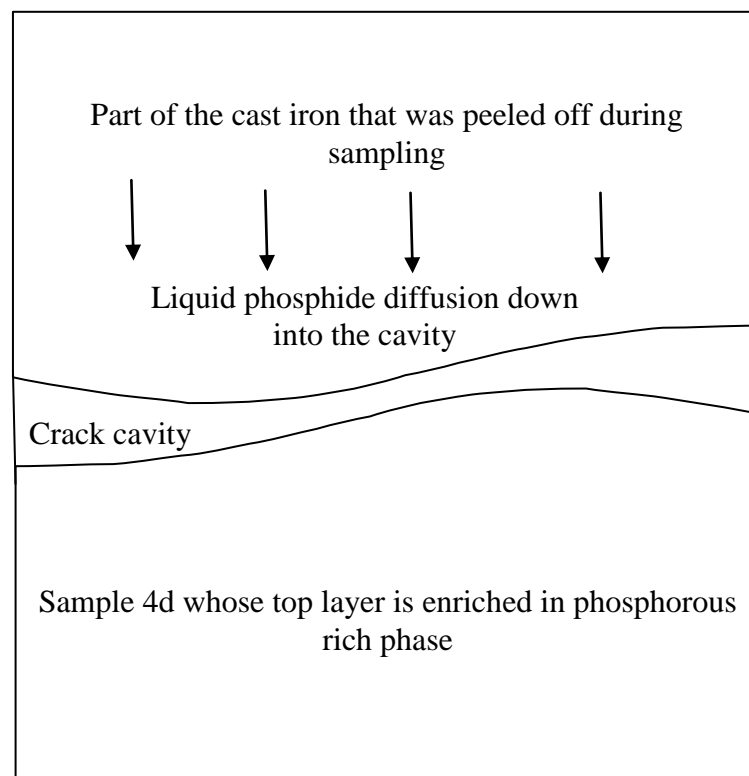 Part of the cast iron that was peeled off during
sampling
Liquid phosphide diffusion down
into the cavity
Crack cavity
Sample 4d whose top layer is enriched in phosphorous
rich phase